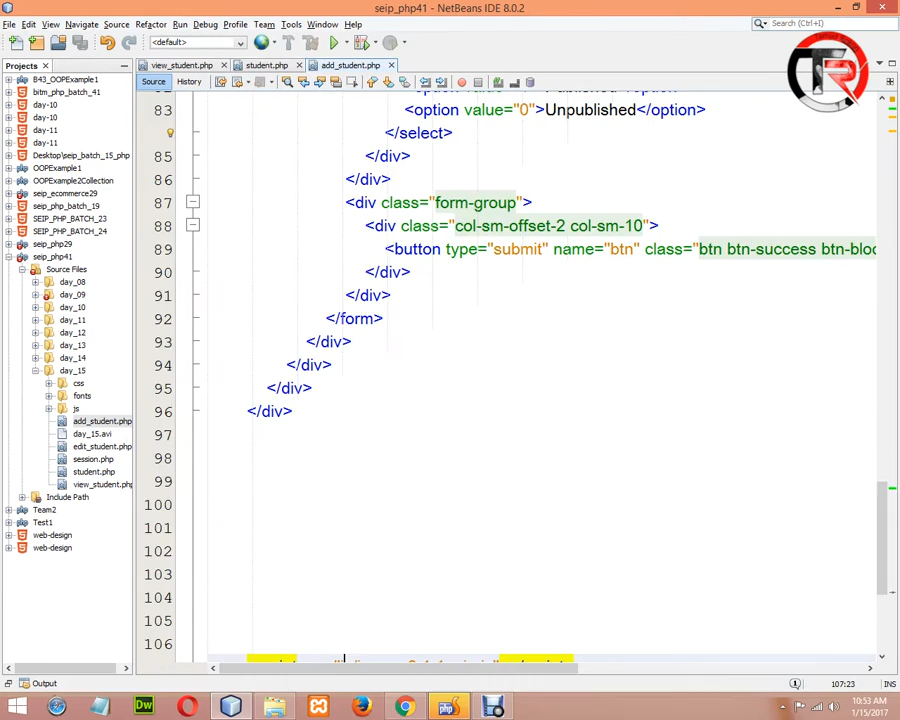 seip_php41 - NetBeans IDE 8.0.2
File Edit View Navigate Source Refactor Run Debug Profile Team Tools Window Help
Search (Ctrl+I)
<default>
Projects
view_student.php student.php add_student.php
Source History
B43_OOPExample1
bitm_php_batch_41
day-10
day-10
day-11
day-11
Desktop\seip_batch_15_php
OOPExample1
OOPExample2Collection
seip_ecommerce29
seip_php_batch_19
SEIP_PHP_BATCH_23
SEIP_PHP_BATCH_24
seip_php29
seip_php41
Source Files
day_08
day_09
day_10
day_11
day_12
day_13
day_14
day_15
css
fonts
js
add_student.php
day_15.avi
edit_student.php
session.php
student.php
view_student.php
Include Path
Team2
Test1
web-design
web-design
83 <option value="0">Unpublished</option>
</select>
85 </div>
86 </div>
87 <div class="form-group">
88 <div class="col-sm-offset-2 col-sm-10">
89 <button type="submit" name="btn" class="btn btn-success btn-bloc
90 </div>
91 </div>
92 </form>
93 </div>
94 </div>
95 </div>
96 </div>
97
98
99
100
101
102
103
104
105
106
Output
107:23 INS
10:53 AM
1/15/2017